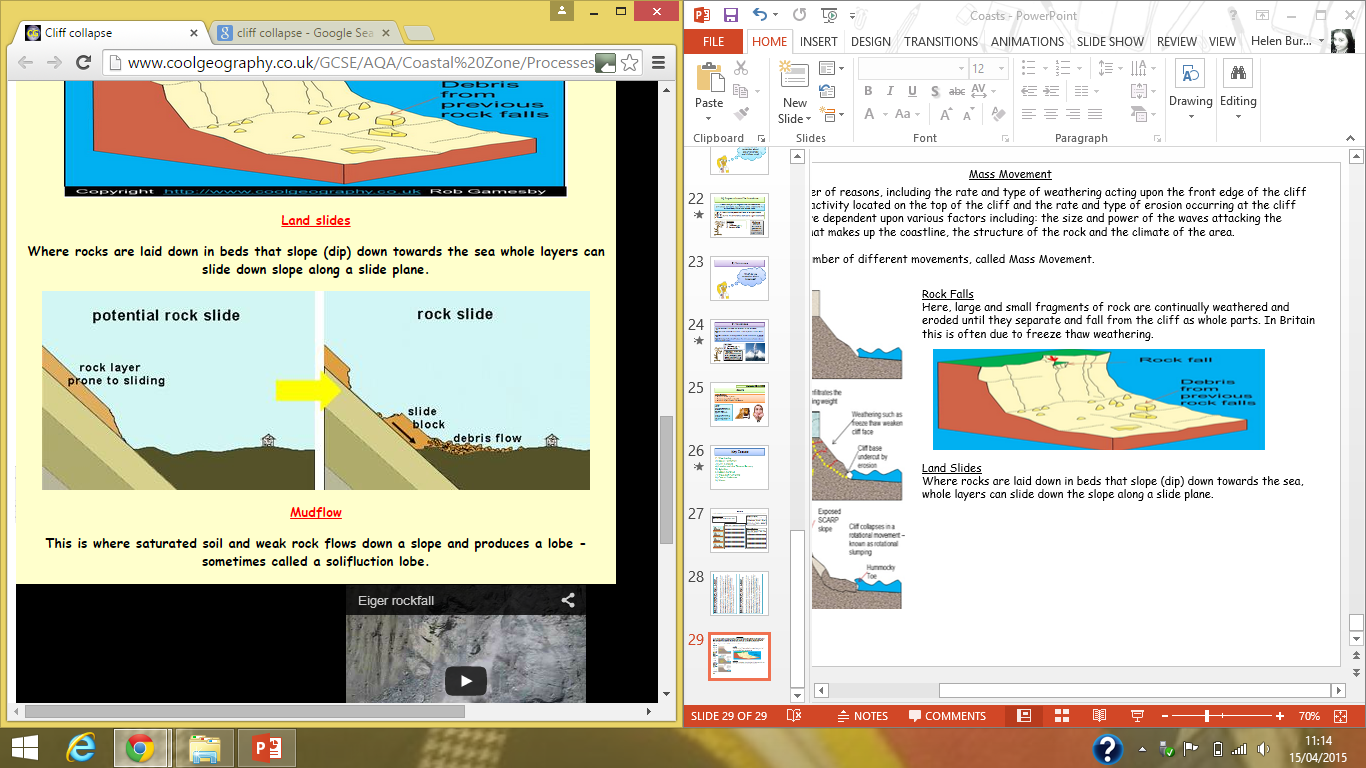 Cliff collapse
cliff collapse - Google Sea
www.coolgeography.co.uk/GCSE/AQA/Coastal%20Zone/Processes
Debris
from
previous
rock falls
Copyright http://www.coolgeography.co.uk Rob Gamesby
Land slides
Where rocks are laid down in beds that slope (dip) down towards the sea whole layers can
slide down slope along a slide plane.
potential rock slide
rock layer
prone to sliding
rock slide
slide
block
debris flow
Mudflow
This is where saturated soil and weak rock flows down a slope and produces a lobe -
sometimes called a solifluction lobe.
Eiger rockfall
Coasts - PowerPoint
FILE HOME INSERT DESIGN TRANSITIONS ANIMATIONS SLIDE SHOW REVIEW VIEW Helen Bur...
Paste
New
Slide
12
B I U S abc AV
A Aa A A
Drawing
Editing
Clipboard Slides Font Paragraph
22
23
24
25
26
27
28
29
Mass Movement
er of reasons, including the rate and type of weathering acting upon the front edge of the cliff
activity located on the top of the cliff and the rate and type of erosion occurring at the cliff
e dependent upon various factors including: the size and power of the waves attacking the
hat makes up the coastline, the structure of the rock and the climate of the area.
mber of different movements, called Mass Movement.
Rock Falls
Here, large and small fragments of rock are continually weathered and
eroded until they separate and fall from the cliff as whole parts. In Britain
this is often due to freeze thaw weathering.
Rock fall
Debris
from
previous
rock falls
Land Slides
Where rocks are laid down in beds that slope (dip) down towards the sea,
whole layers can slide down the slope along a slide plane.
nfiltrates the
ng weight
Weathering such as
freeze thaw weaken
cliff face
Cliff base
undercut by
erosion
Exposed
SCARP
slope
Cliff collapses in a
rotational movement –
known as rotational
slumping
Hummocky
Toe
SLIDE 29 OF 29 NOTES COMMENTS 70%
11:14
15/04/2015